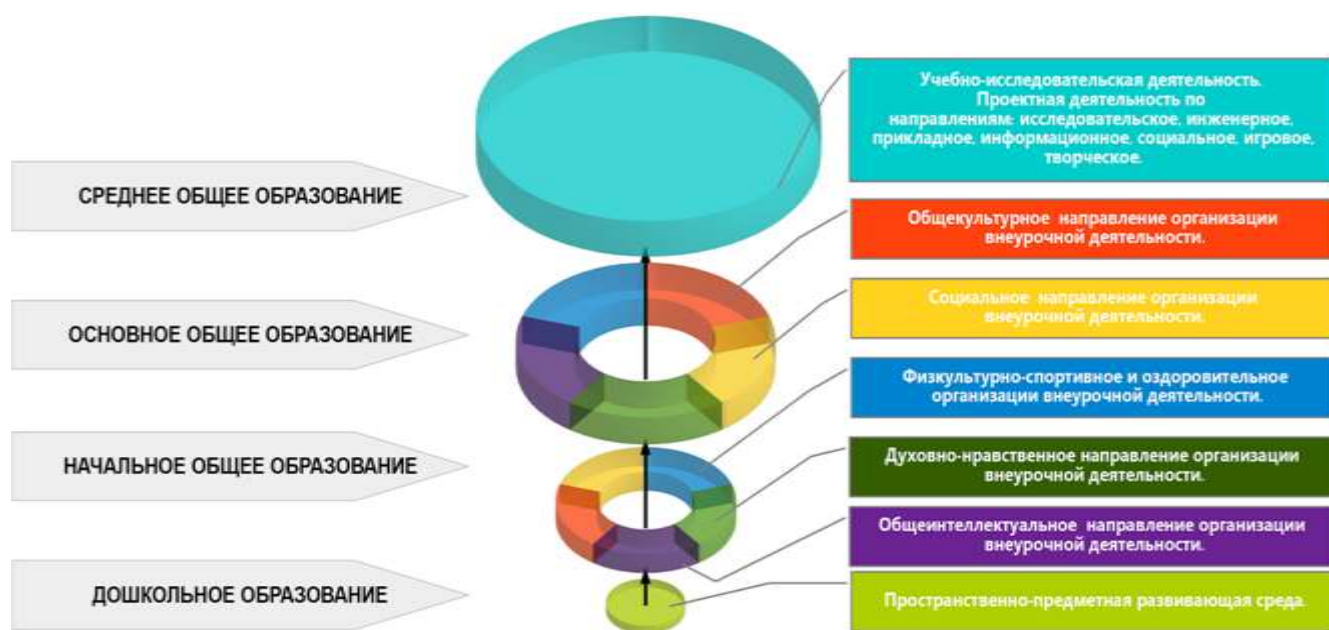 СРЕДНЕЕ ОБЩЕЕ ОБРАЗОВАНИЕ
ОСНОВНОЕ ОБЩЕЕ ОБРАЗОВАНИЕ
НАЧАЛЬНОЕ ОБЩЕЕ ОБРАЗОВАНИЕ
ДОШКОЛЬНОЕ ОБРАЗОВАНИЕ
Учебно-исследовательская деятельность.
Проектная деятельность по
направлениям: исследовательское, инженерное,
прикладное, информационное, социальное, игровое,
творческое.
Общекультурное направление организации
внеурочной деятельности.
Социальное направление организации
внеурочной деятельности.
Физкультурно-спортивное и оздоровительное
организации внеурочной деятельности.
Духовно-нравственное направление организации
внеурочной деятельности.
Общеинтеллектуальное направление организации
внеурочной деятельности.
Пространственно-предметная развивающая среда.